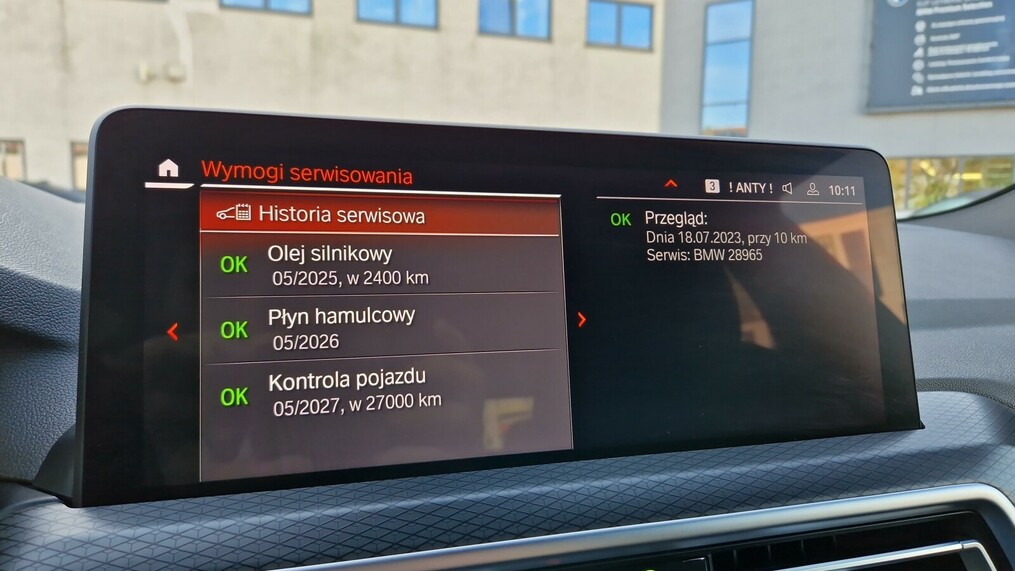 Wymogi serwisowania
3 ! ANTY ! 10:11
Historia serwisowa
OK Olej silnikowy
05/2025, w 2400 km
OK Płyn hamulcowy
05/2026
OK Kontrola pojazdu
05/2027, w 27000 km
OK Przegląd:
Dnia 18.07.2023, przy 10 km
Serwis: BMW 28965